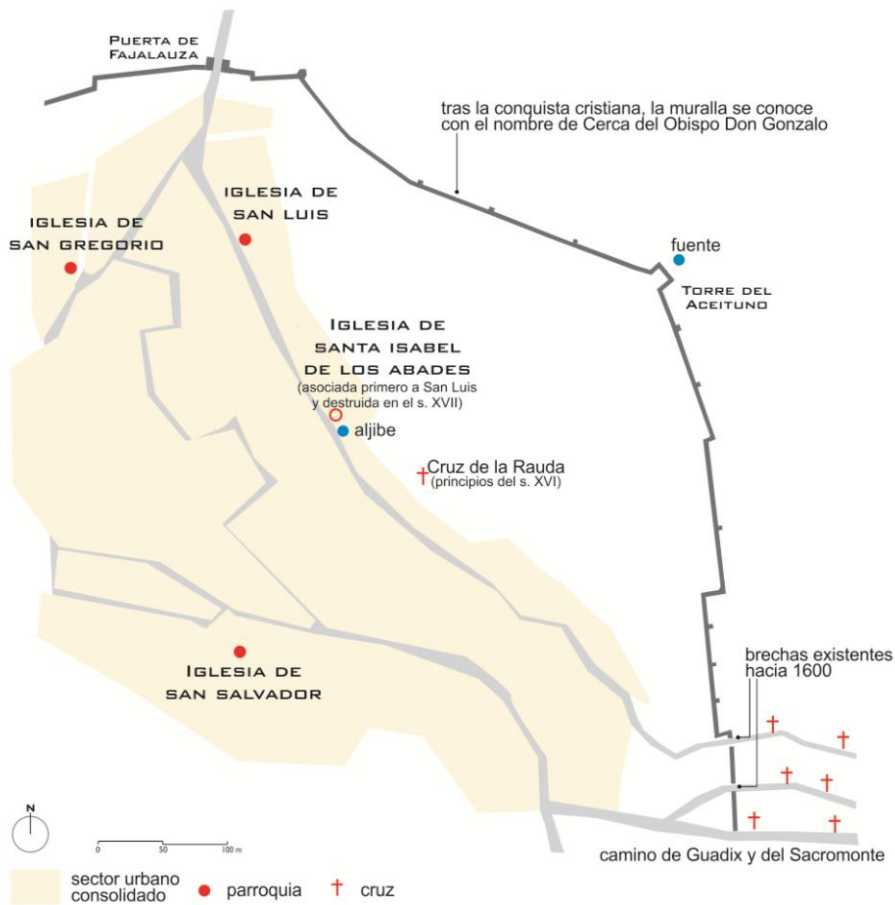 PUERTA DE
FAJALAUZA
tras la conquista cristiana, la muralla se conoce
con el nombre de Cerca del Obispo Don Gonzalo
IGLESIA DE
SAN LUIS
IGLESIA DE
SAN GREGORIO
fuente
TORRE DEL
ACEITUNO
IGLESIA DE
SANTA ISABEL
DE LOS ABADES
(asociada primero a San Luis
y destruida en el s. XVII)
aljibe
Cruz de la Rauda
(principios del s. XVI)
IGLESIA DE
SAN SALVADOR
brechas existentes
hacia 1600
N
0 50 100 m
camino de Guadix y del Sacromonte
sector urbano
consolidado
parroquia
cruz